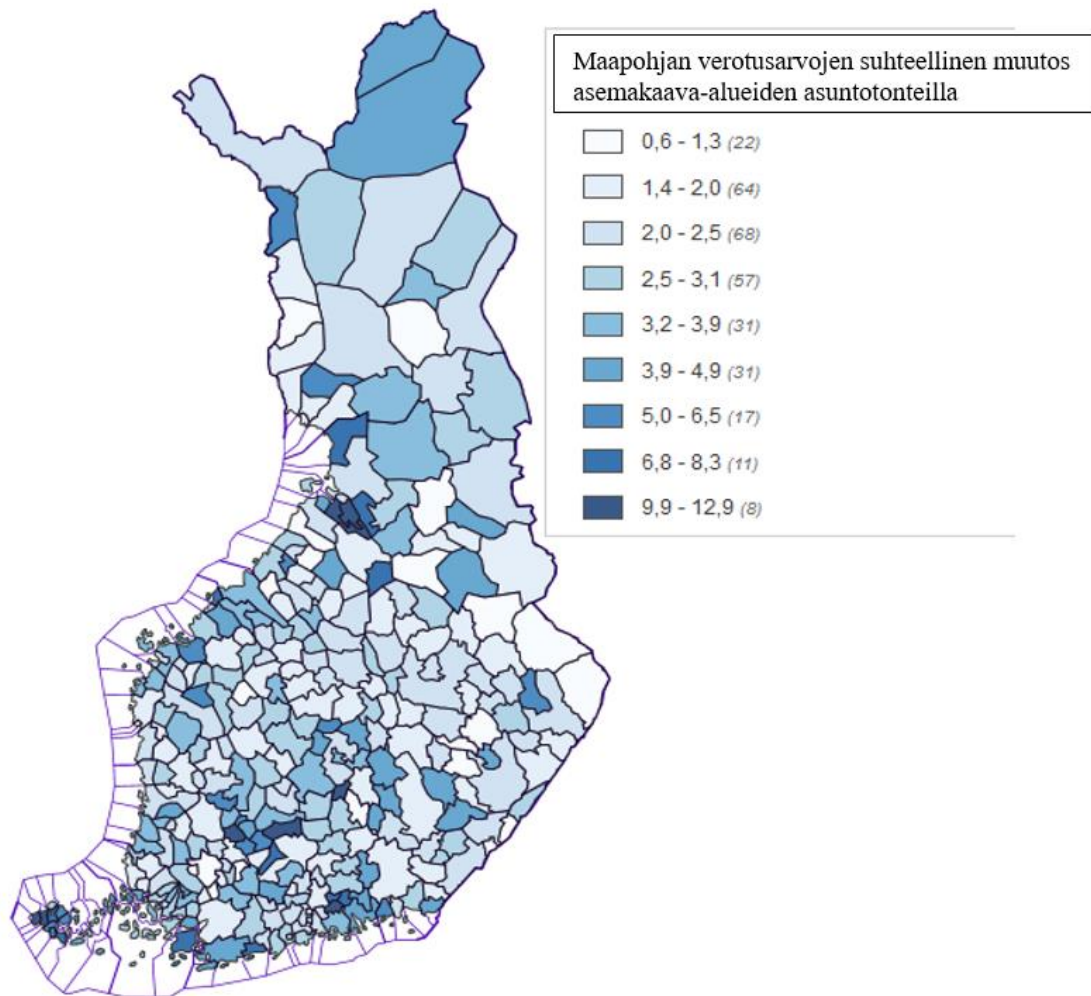 Maapohjan verotusarvojen suhteellinen muutos
asemakaava-alueiden asuntotonteilla
0,6 - 1,3 (22)
1,4 - 2,0 (64)
2,0 - 2,5 (68)
2,5 - 3,1 (57)
3,2 - 3,9 (31)
3,9 - 4,9 (31)
5,0 - 6,5 (17)
6,8 - 8,3 (11)
9,9 - 12,9 (8)